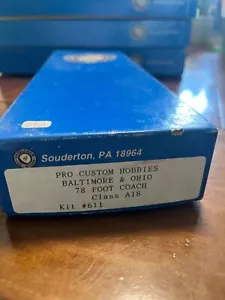 Souderton, PA 18964
PRO CUSTOM HOBBIES
BALTIMORE & OHIO
78 FOOT COACH
Class A18
Kit #611